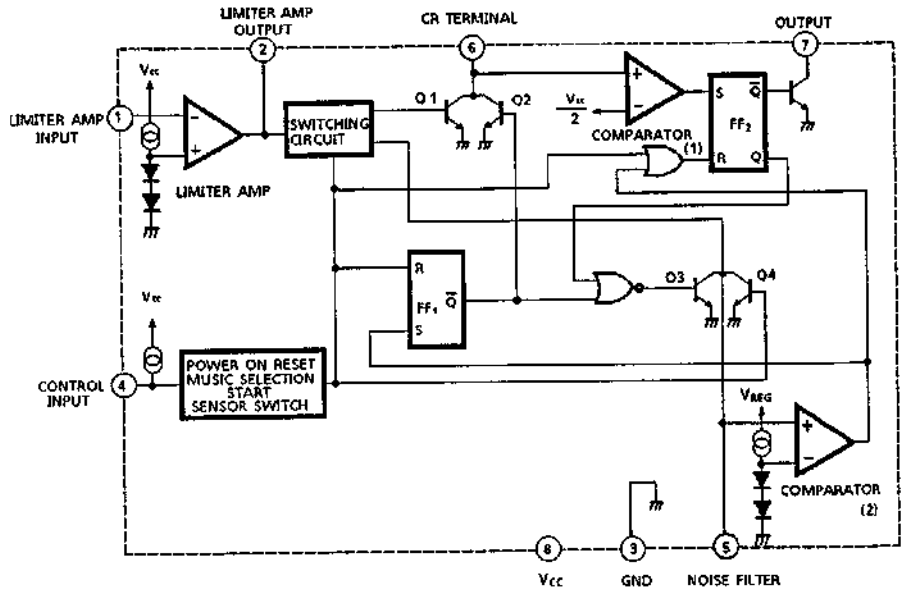 LIMITER AMP
OUTPUT
2
CR TERMINAL
6
OUTPUT
7
Vcc
LIMITER AMP
INPUT
1
-
+
LIMITER AMP
SWITCHING
CIRCUIT
Q1
Q2
+
-
Vcc
2
COMPARATOR
(1)
S
Q
FF2
R
Q
R
FF1
Q
S
Q3
Q4
Vcc
CONTROL
INPUT
4
POWER ON RESET
MUSIC SELECTION
START
SENSOR SWITCH
VREG
+
-
COMPARATOR
(2)
8
VCC
3
GND
5
NOISE FILTER